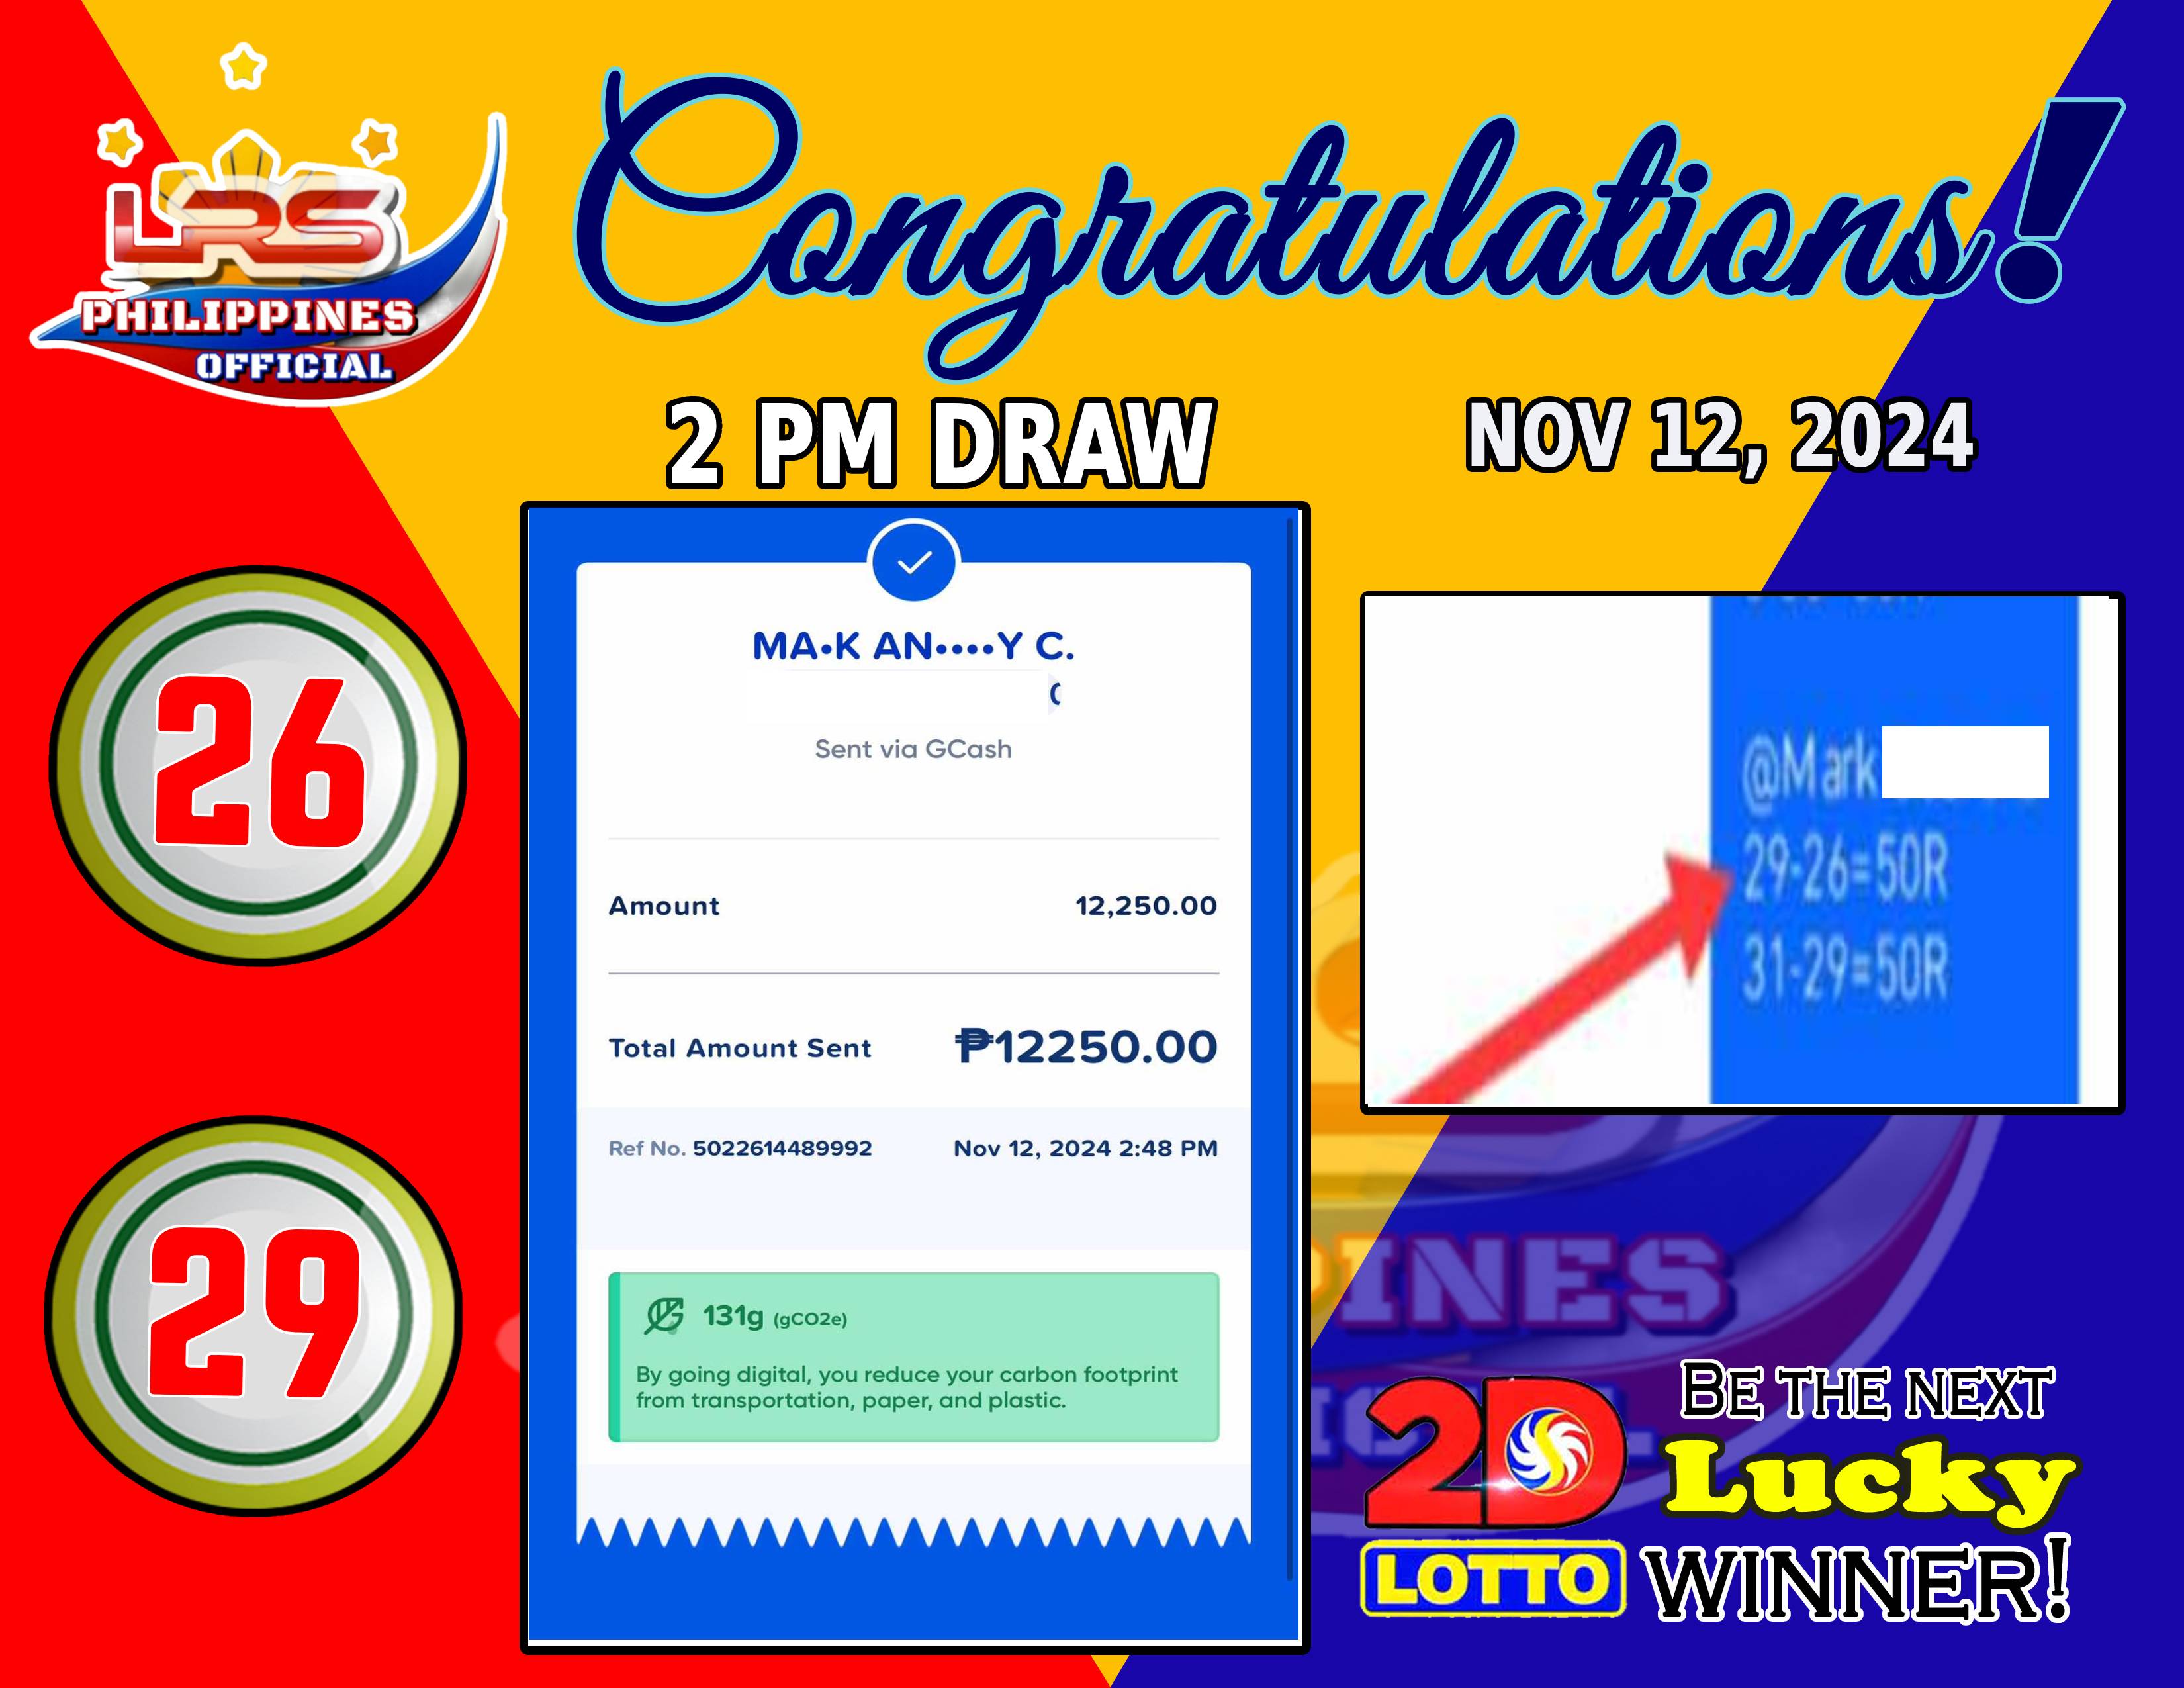 LRS
PHILIPPINES
OFFICIAL
Congratulations!
2 PM DRAW
NOV 12, 2024
26
29
MA•K AN••••Y C.
Sent via GCash
Amount 12,250.00
Total Amount Sent ₱12250.00
Ref No. 5022614489992 Nov 12, 2024 2:48 PM
131g (gCO2e)
By going digital, you reduce your carbon footprint
from transportation, paper, and plastic.
@Mark
29-26=50R
31-29=50R
PINES
2D
LOTTO
BE THE NEXT
Lucky
WINNER!